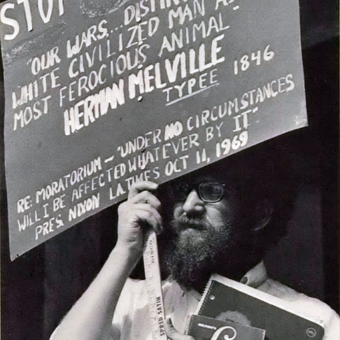 STOP
"OUR WARS... DISTIN
WHITE CIVILIZED MAN AS
MOST FEROCIOUS ANIMAL"
HERMAN MELVILLE
TYPEE 1846
RE: MORATORIUM — "UNDER NO CIRCUMSTANCES
WILL I BE AFFECTED WHATEVER BY IT"
PRES. NIXON L.A. TIMES OCT 11, 1969